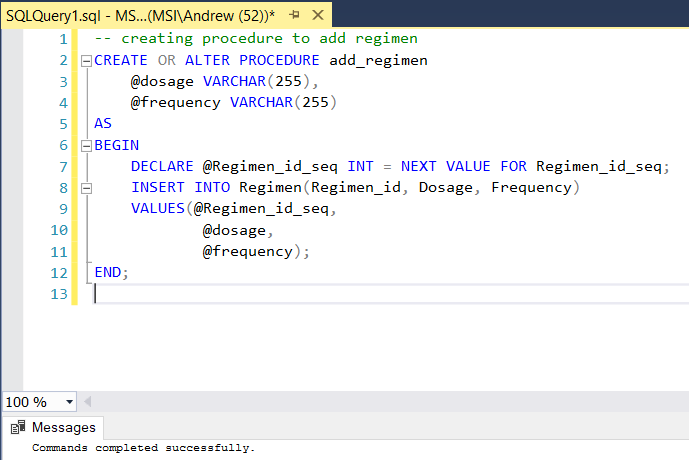 SQLQuery1.sql - MS...(MSI\Andrew (52))*
1 -- creating procedure to add regimen
2 CREATE OR ALTER PROCEDURE add_regimen
3 @dosage VARCHAR(255),
4 @frequency VARCHAR(255)
5 AS
6 BEGIN
7 DECLARE @Regimen_id_seq INT = NEXT VALUE FOR Regimen_id_seq;
8 INSERT INTO Regimen(Regimen_id, Dosage, Frequency)
9 VALUES(@Regimen_id_seq,
10 @dosage,
11 @frequency);
12 END;
13
100 %
Messages
Commands completed successfully.